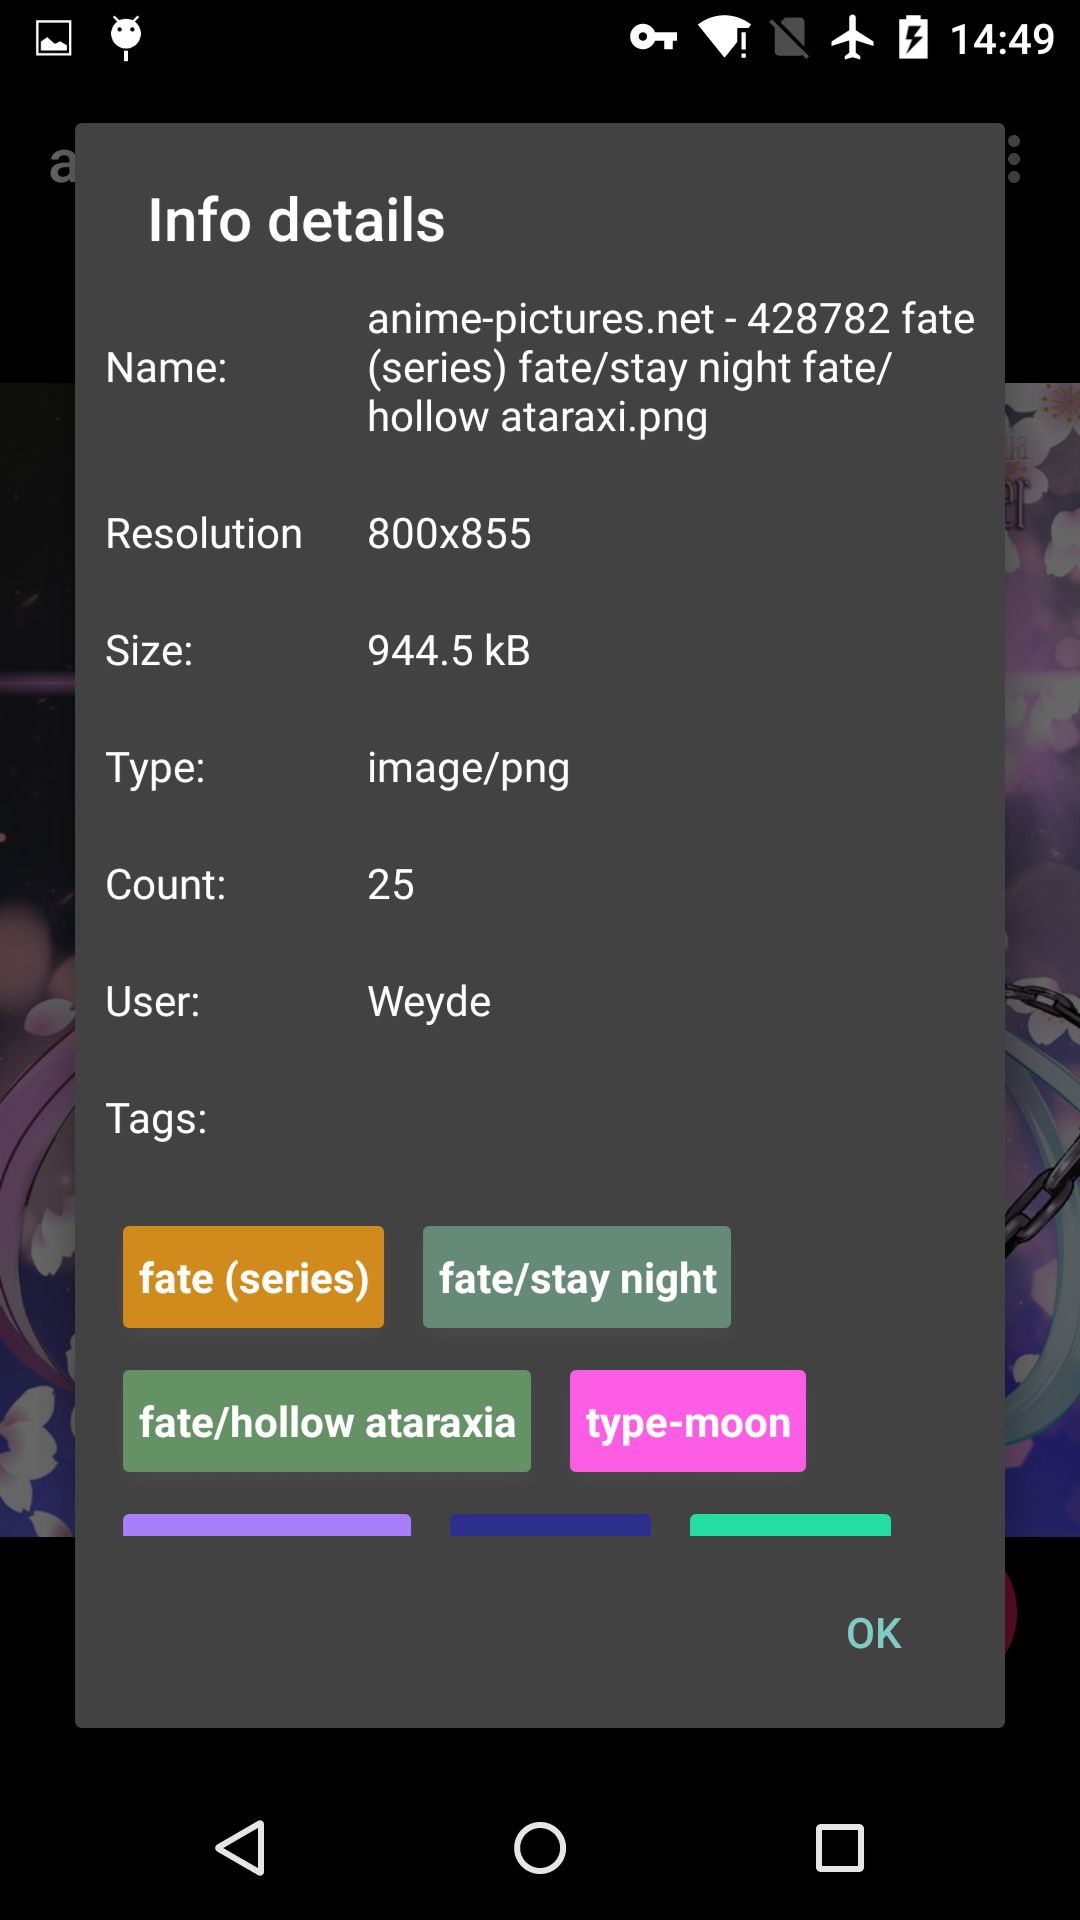 14:49
a
Info details
Name:
anime-pictures.net - 428782 fate
(series) fate/stay night fate/
hollow ataraxi.png
Resolution
800x855
Size:
944.5 kB
Type:
image/png
Count:
25
User:
Weyde
Tags:
fate (series)
fate/stay night
fate/hollow ataraxia
type-moon
OK